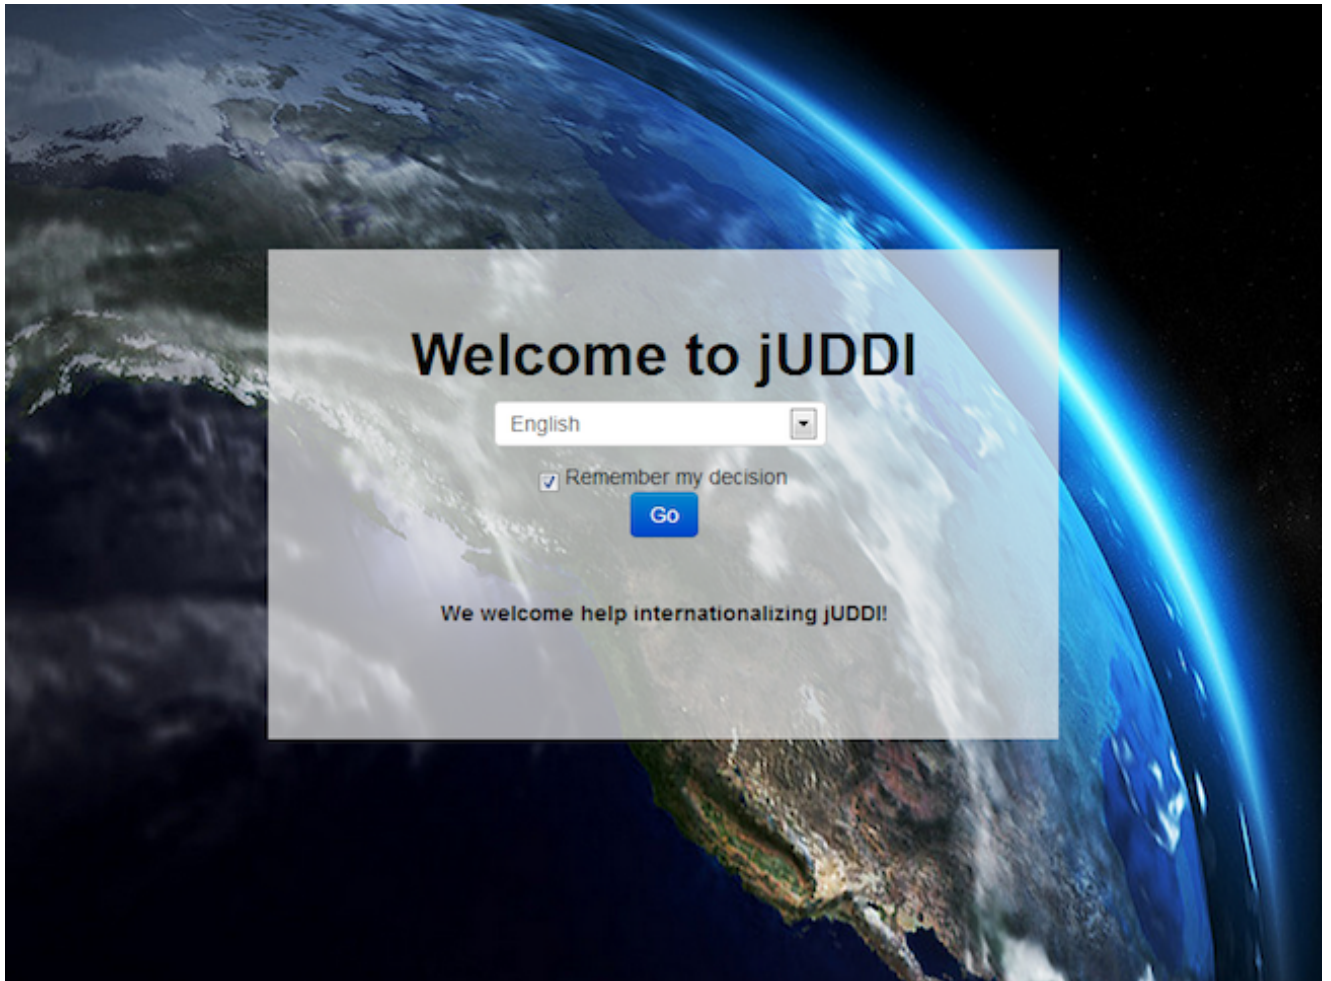 Welcome to jUDDI
English
Remember my decision
Go
We welcome help internationalizing jUDDI!